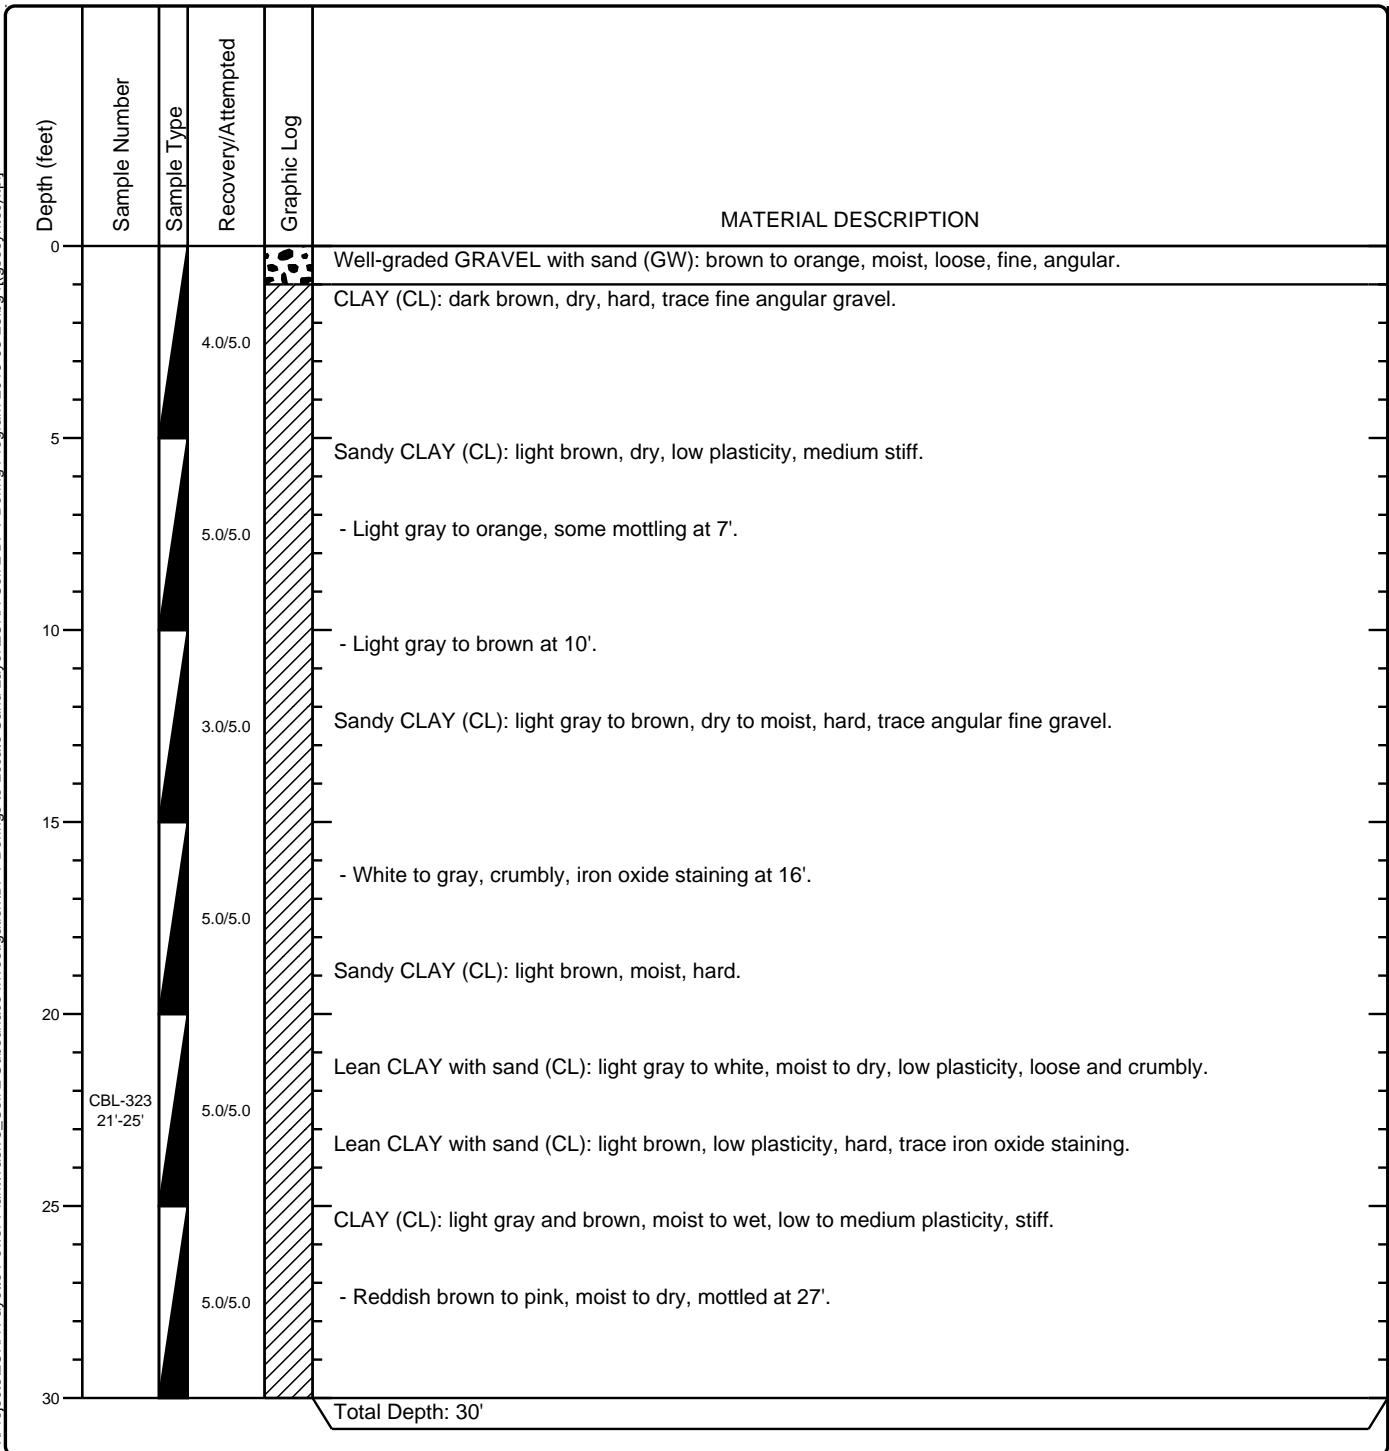 Depth (feet)
Sample Number
Sample Type
Recovery/Attempted
Graphic Log
MATERIAL DESCRIPTION
0
Well-graded GRAVEL with sand (GW): brown to orange, moist, loose, fine, angular.
CLAY (CL): dark brown, dry, hard, trace fine angular gravel.
4.0/5.0
5
Sandy CLAY (CL): light brown, dry, low plasticity, medium stiff.
- Light gray to orange, some mottling at 7'.
5.0/5.0
10
- Light gray to brown at 10'.
Sandy CLAY (CL): light gray to brown, dry to moist, hard, trace angular fine gravel.
3.0/5.0
15
- White to gray, crumbly, iron oxide staining at 16'.
5.0/5.0
Sandy CLAY (CL): light brown, moist, hard.
20
Lean CLAY with sand (CL): light gray to white, moist to dry, low plasticity, loose and crumbly.
CBL-323
21'-25'
5.0/5.0
Lean CLAY with sand (CL): light brown, low plasticity, hard, trace iron oxide staining.
25
CLAY (CL): light gray and brown, moist to wet, low to medium plasticity, stiff.
- Reddish brown to pink, moist to dry, mottled at 27'.
5.0/5.0
30
Total Depth: 30'